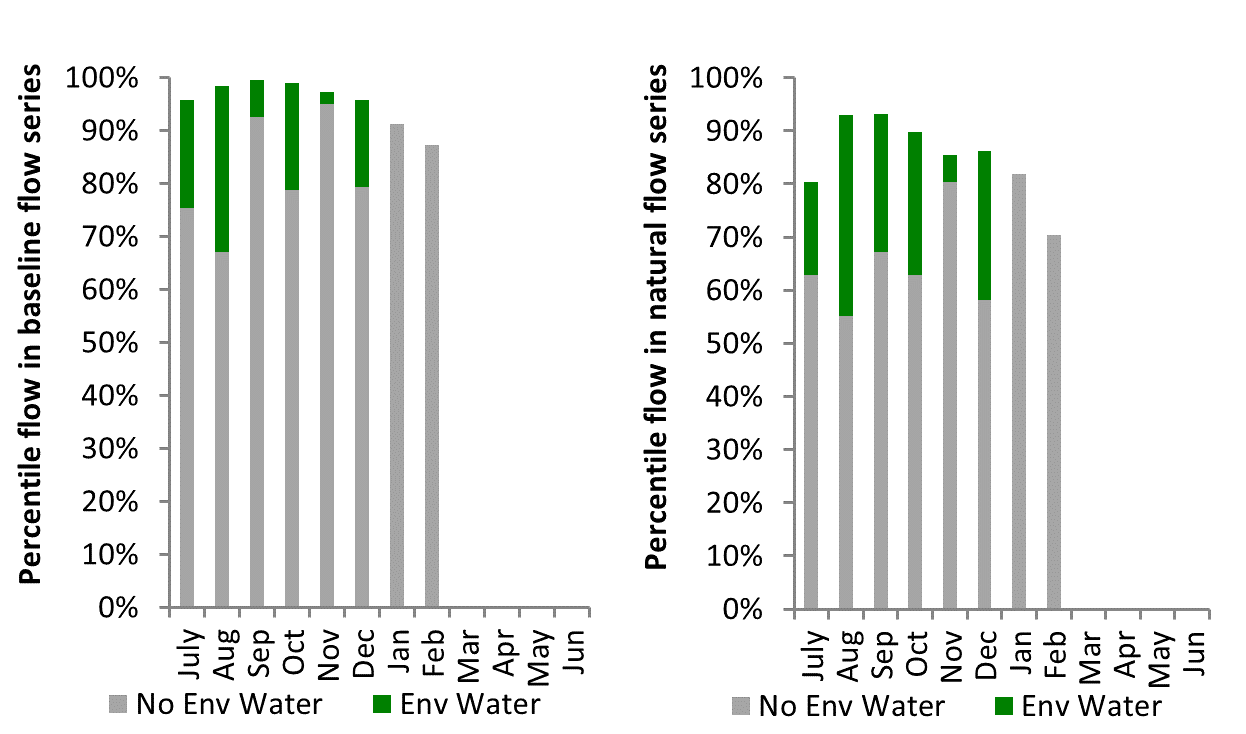 Percentile flow in baseline flow series
100%
90%
80%
70%
60%
50%
40%
30%
20%
10%
0%
July
Aug
Sep
Oct
Nov
Dec
Jan
Feb
Mar
Apr
May
Jun
No Env Water
Env Water
Percentile flow in natural flow series
100%
90%
80%
70%
60%
50%
40%
30%
20%
10%
0%
July
Aug
Sep
Oct
Nov
Dec
Jan
Feb
Mar
Apr
May
Jun
No Env Water
Env Water